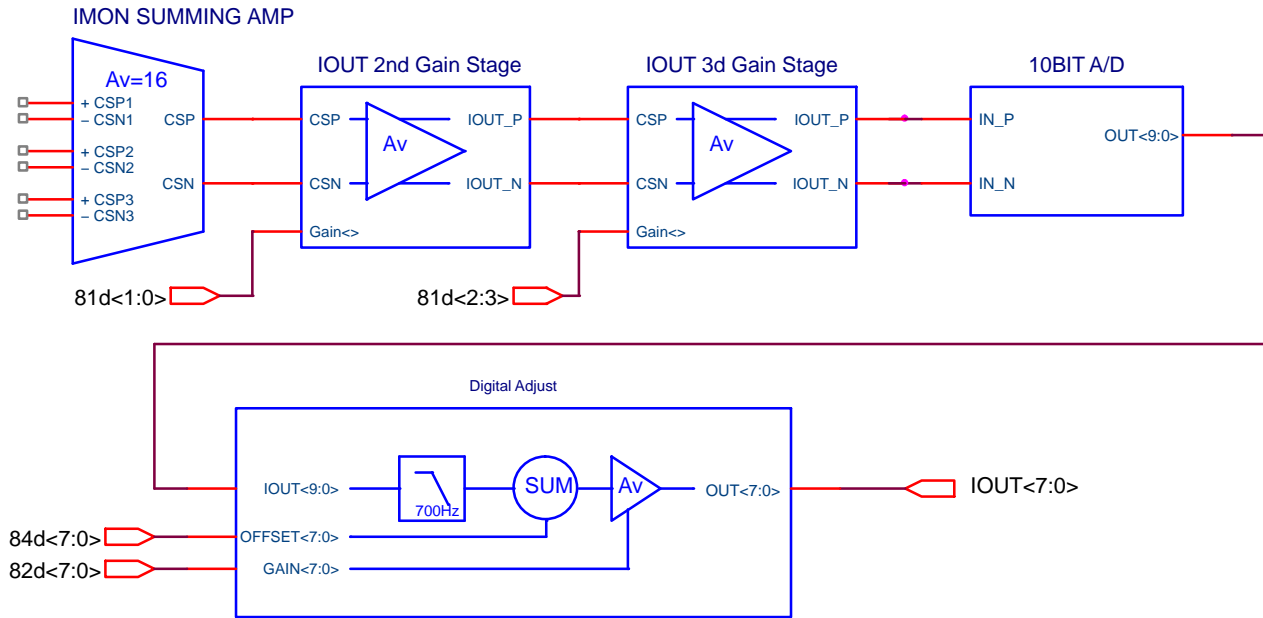 IMON SUMMING AMP
Av=16
+ CSP1
− CSN1
+ CSP2
− CSN2
+ CSP3
− CSN3
CSP
CSN
IOUT 2nd Gain Stage
CSP
CSN
Gain<>
Av
IOUT_P
IOUT_N
81d<1:0>
IOUT 3d Gain Stage
CSP
CSN
Gain<>
Av
IOUT_P
IOUT_N
81d<2:3>
10BIT A/D
IN_P
IN_N
OUT<9:0>
Digital Adjust
IOUT<9:0>
700Hz
SUM
Av
OUT<7:0>
IOUT<7:0>
84d<7:0>
OFFSET<7:0>
82d<7:0>
GAIN<7:0>